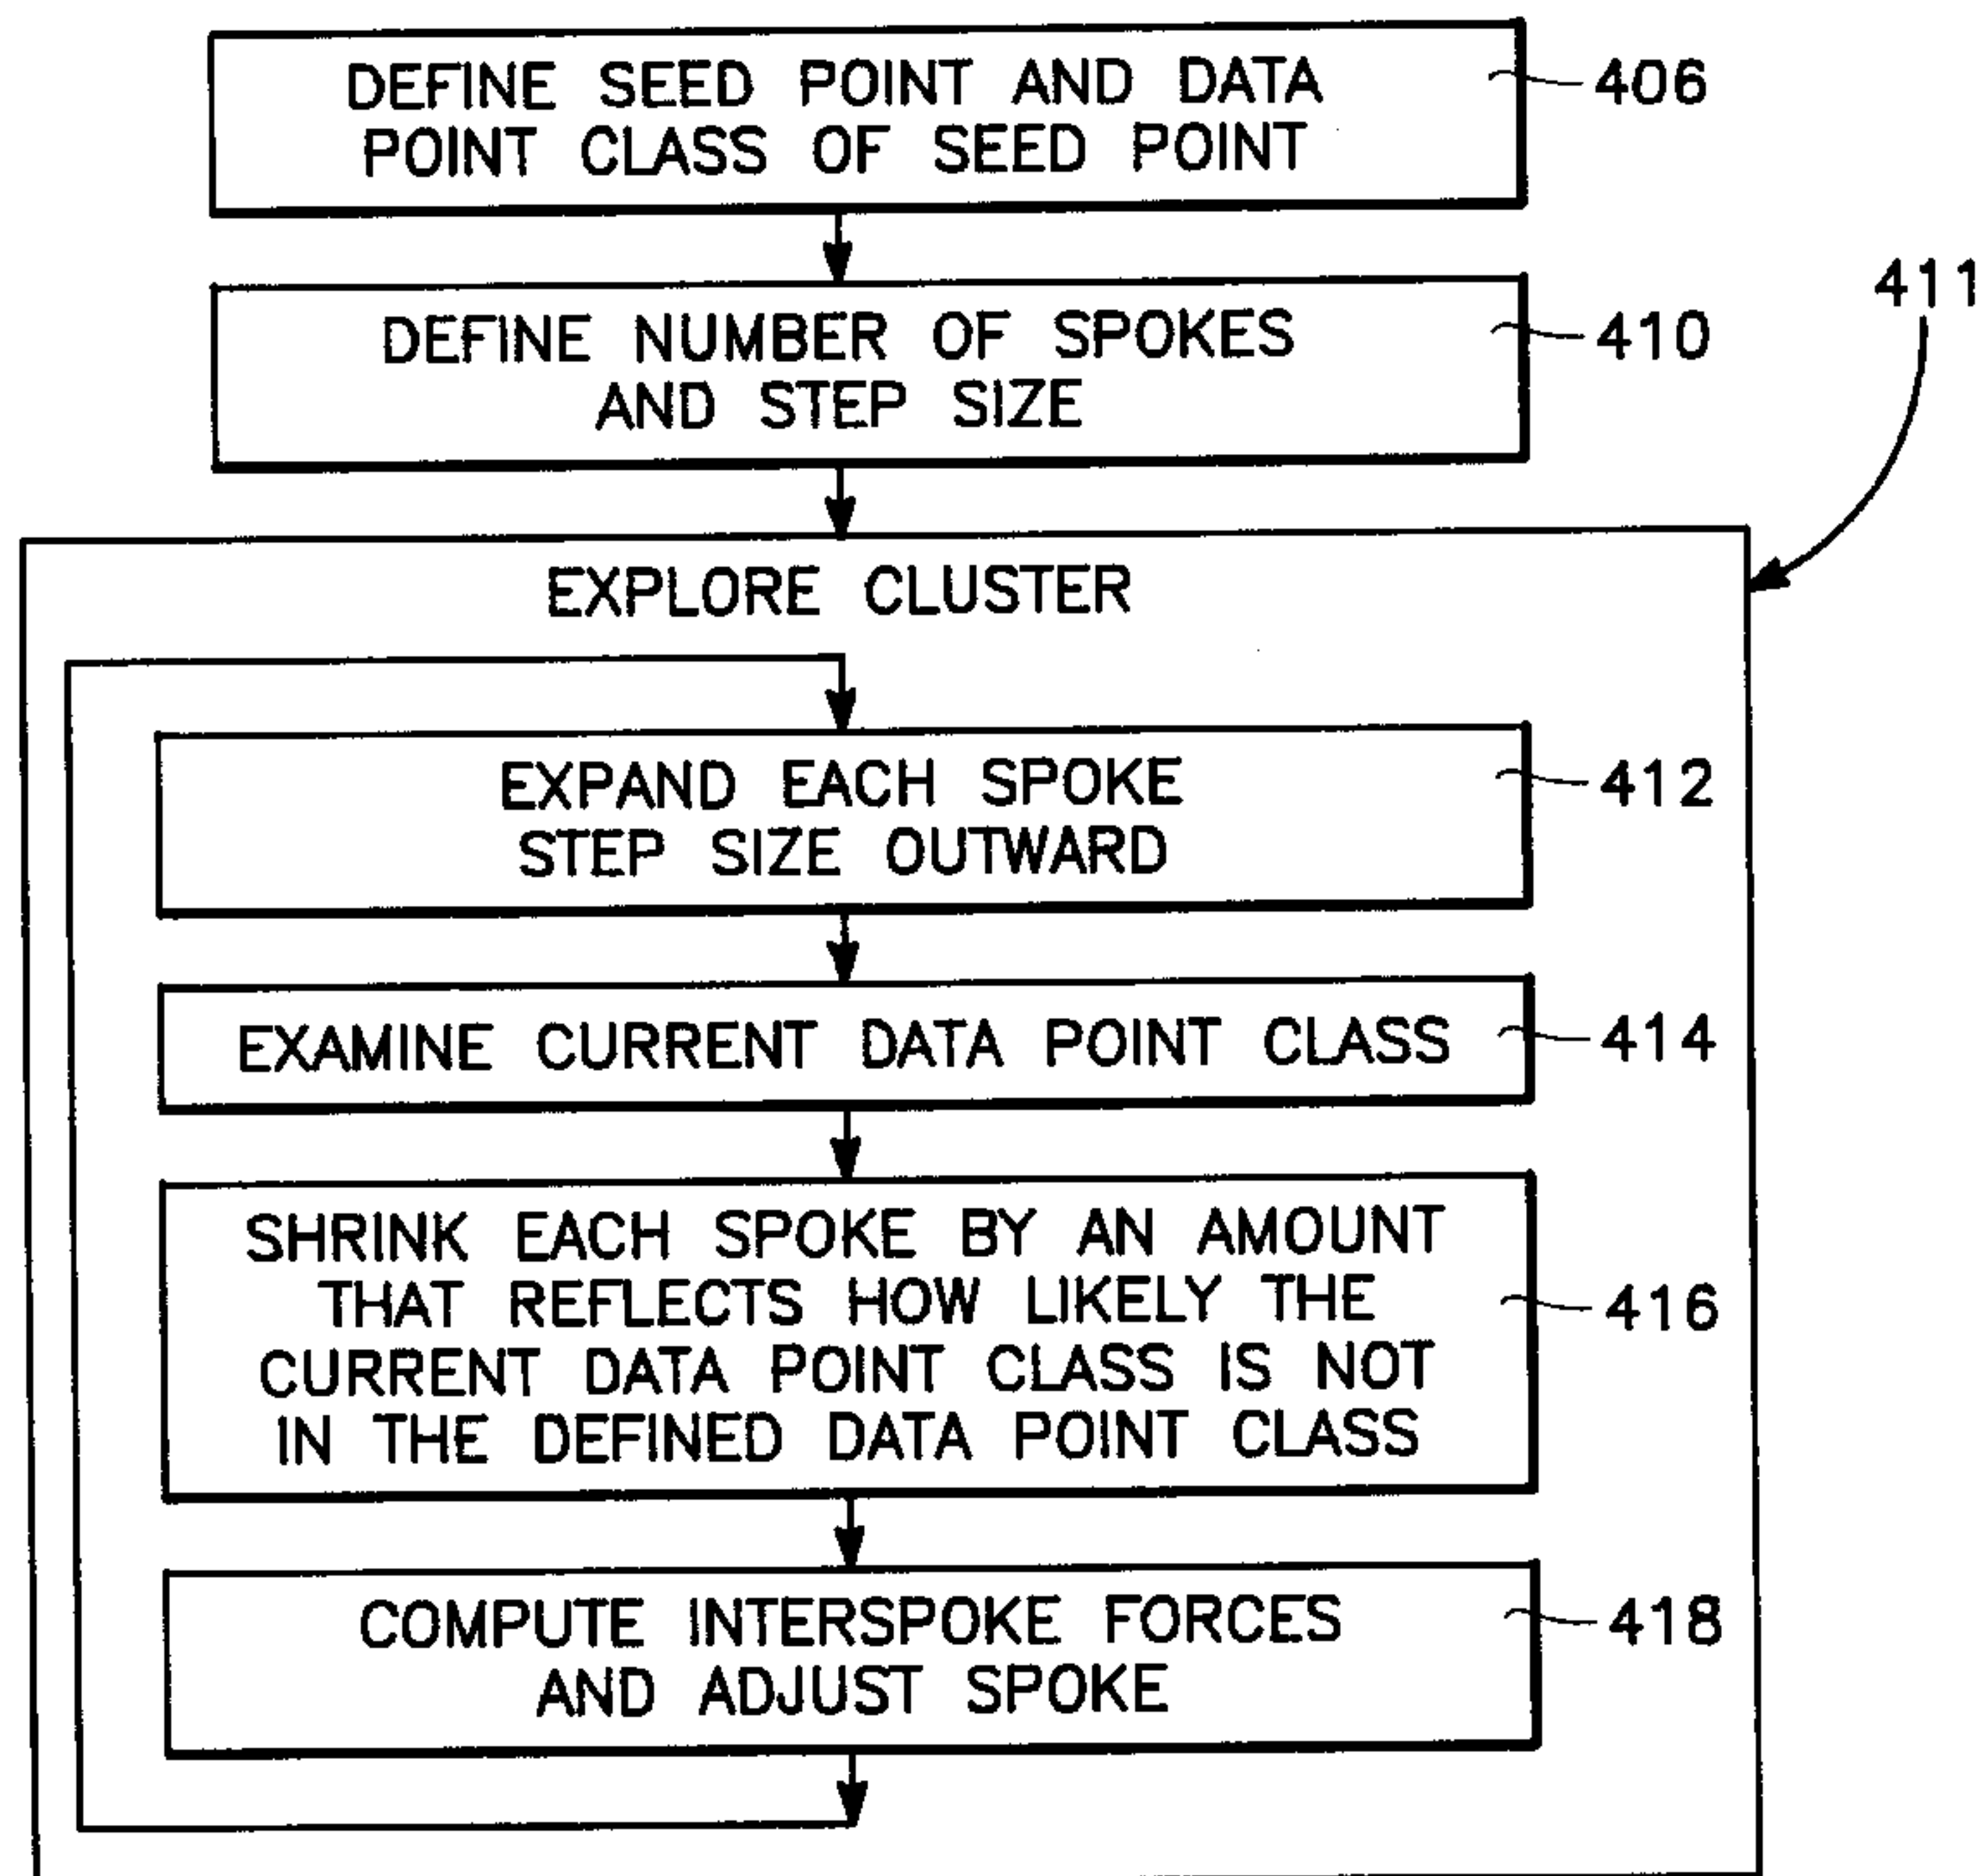 DEFINE SEED POINT AND DATA
POINT CLASS OF SEED POINT
406
DEFINE NUMBER OF SPOKES
AND STEP SIZE
410
411
EXPLORE CLUSTER
EXPAND EACH SPOKE
STEP SIZE OUTWARD
412
EXAMINE CURRENT DATA POINT CLASS
414
SHRINK EACH SPOKE BY AN AMOUNT
THAT REFLECTS HOW LIKELY THE
CURRENT DATA POINT CLASS IS NOT
IN THE DEFINED DATA POINT CLASS
416
COMPUTE INTERSPOKE FORCES
AND ADJUST SPOKE
418